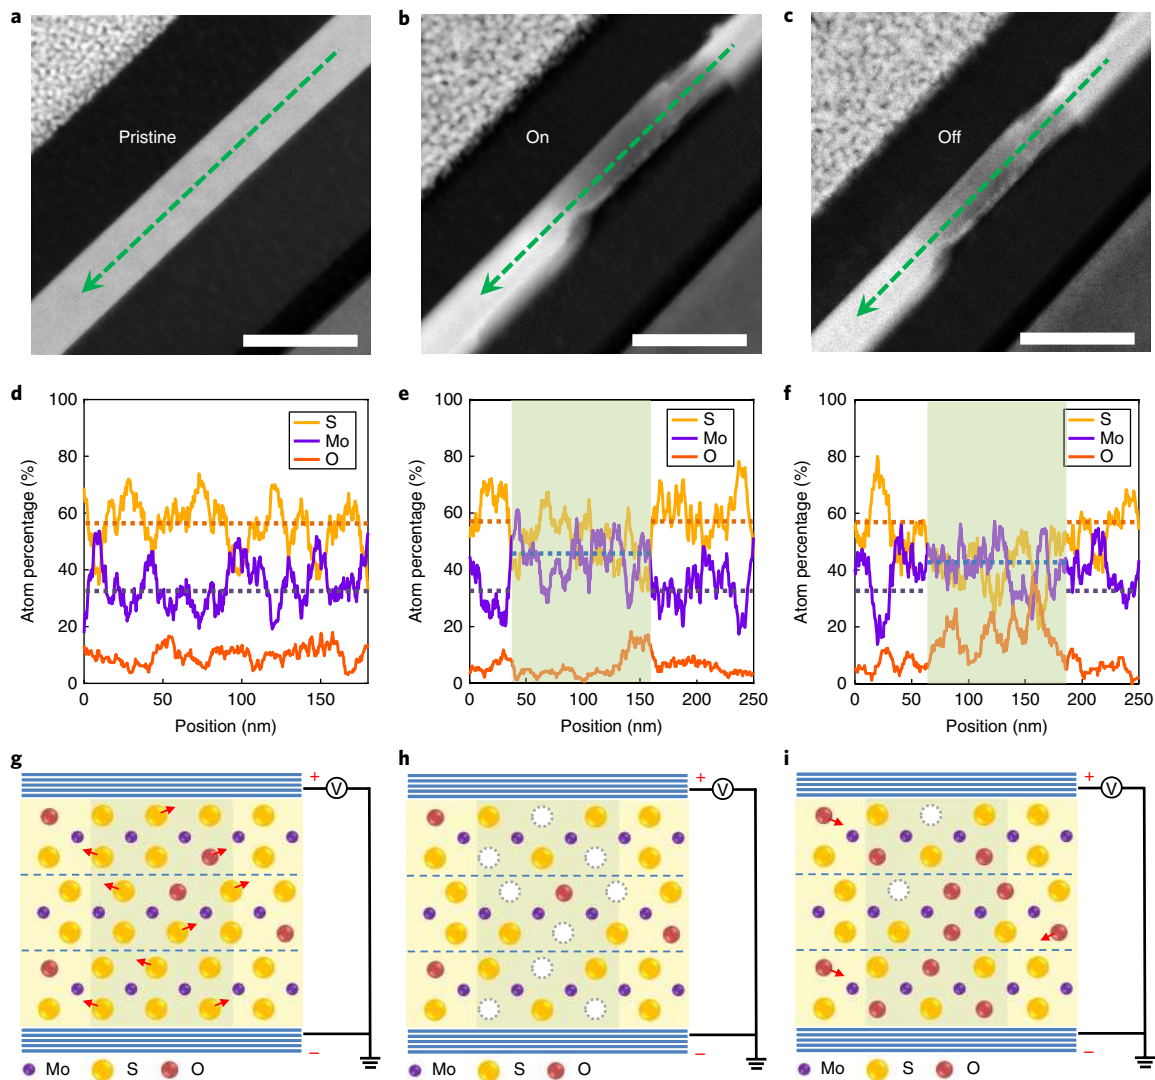 a
b
c
Pristine
On
Off
d
e
f
100
80
60
40
20
0
Atom percentage (%)
S
Mo
O
0
50
100
150
Position (nm)
100
80
60
40
20
0
Atom percentage (%)
S
Mo
O
0
50
100
150
200
250
Position (nm)
100
80
60
40
20
0
Atom percentage (%)
S
Mo
O
0
50
100
150
200
250
Position (nm)
g
h
i
+
V
−
+
V
−
+
V
−
Mo S O
Mo S O
Mo S O